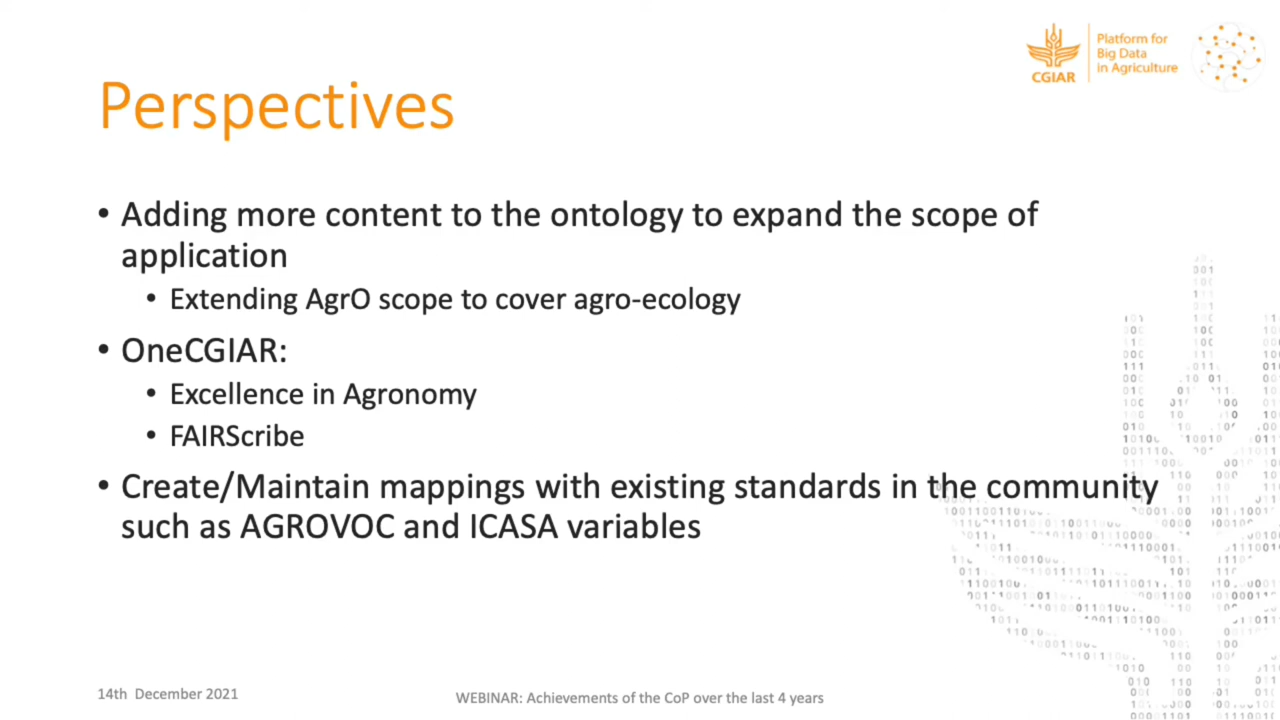 CGIAR
Platform for
Big Data
in Agriculture
Perspectives
• Adding more content to the ontology to expand the scope of
application
• Extending AgrO scope to cover agro-ecology
• OneCGIAR:
• Excellence in Agronomy
• FAIRScribe
• Create/Maintain mappings with existing standards in the community
such as AGROVOC and ICASA variables
14th December 2021
WEBINAR: Achievements of the CoP over the last 4 years